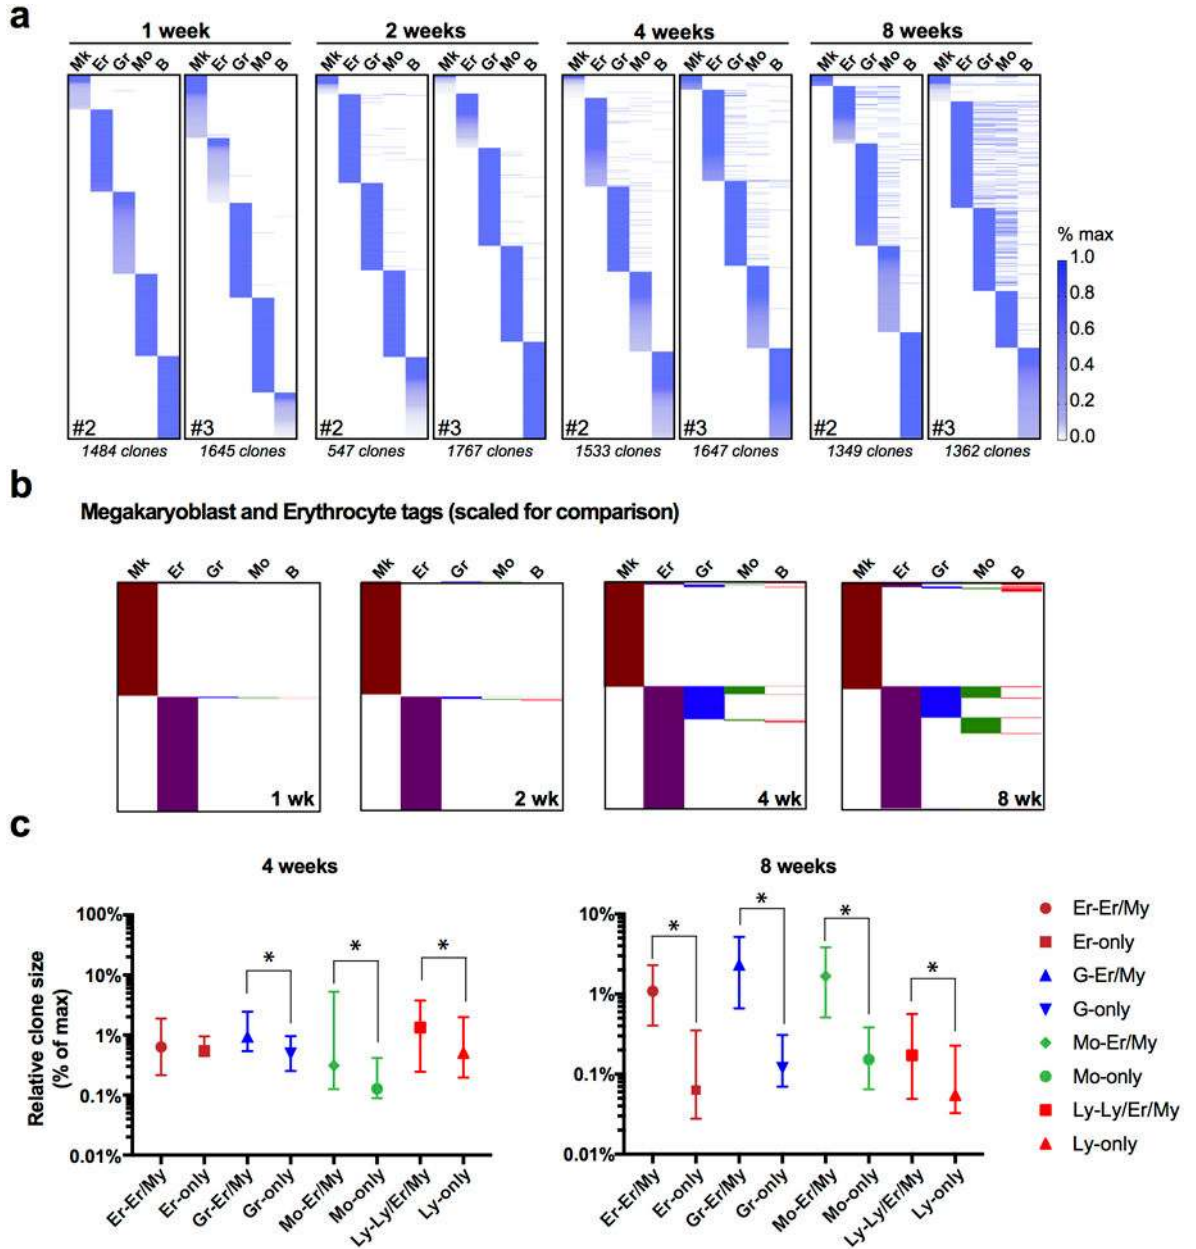 a
1 week 2 weeks 4 weeks 8 weeks
Mk Er Gr Mo B Mk Er Gr Mo B Mk Er Gr Mo B Mk Er Gr Mo B Mk Er Gr Mo B Mk Er Gr Mo B Mk Er Gr Mo B Mk Er Gr Mo B
% max
1.0
0.8
0.6
0.4
0.2
0.0
#2 #3 #2 #3 #2 #3 #2 #3
1484 clones 1645 clones 547 clones 1767 clones 1533 clones 1647 clones 1349 clones 1362 clones
b
Megakaryoblast and Erythrocyte tags (scaled for comparison)
Mk Er Gr Mo B Mk Er Gr Mo B Mk Er Gr Mo B Mk Er Gr Mo B
1 wk 2 wk 4 wk 8 wk
c
4 weeks
Relative clone size
(% of max)
100%
10%
1%
0.1%
0.01%
* * *
Er-Er/My Er-only Gr-Er/My Gr-only Mo-Er/My Mo-only Ly-Ly/Er/My Ly-only
8 weeks
10%
1%
0.1%
0.01%
* * * *
Er-Er/My Er-only Gr-Er/My Gr-only Mo-Er/My Mo-only Ly-Ly/Er/My Ly-only
Er-Er/My
Er-only
G-Er/My
G-only
Mo-Er/My
Mo-only
Ly-Ly/Er/My
Ly-only